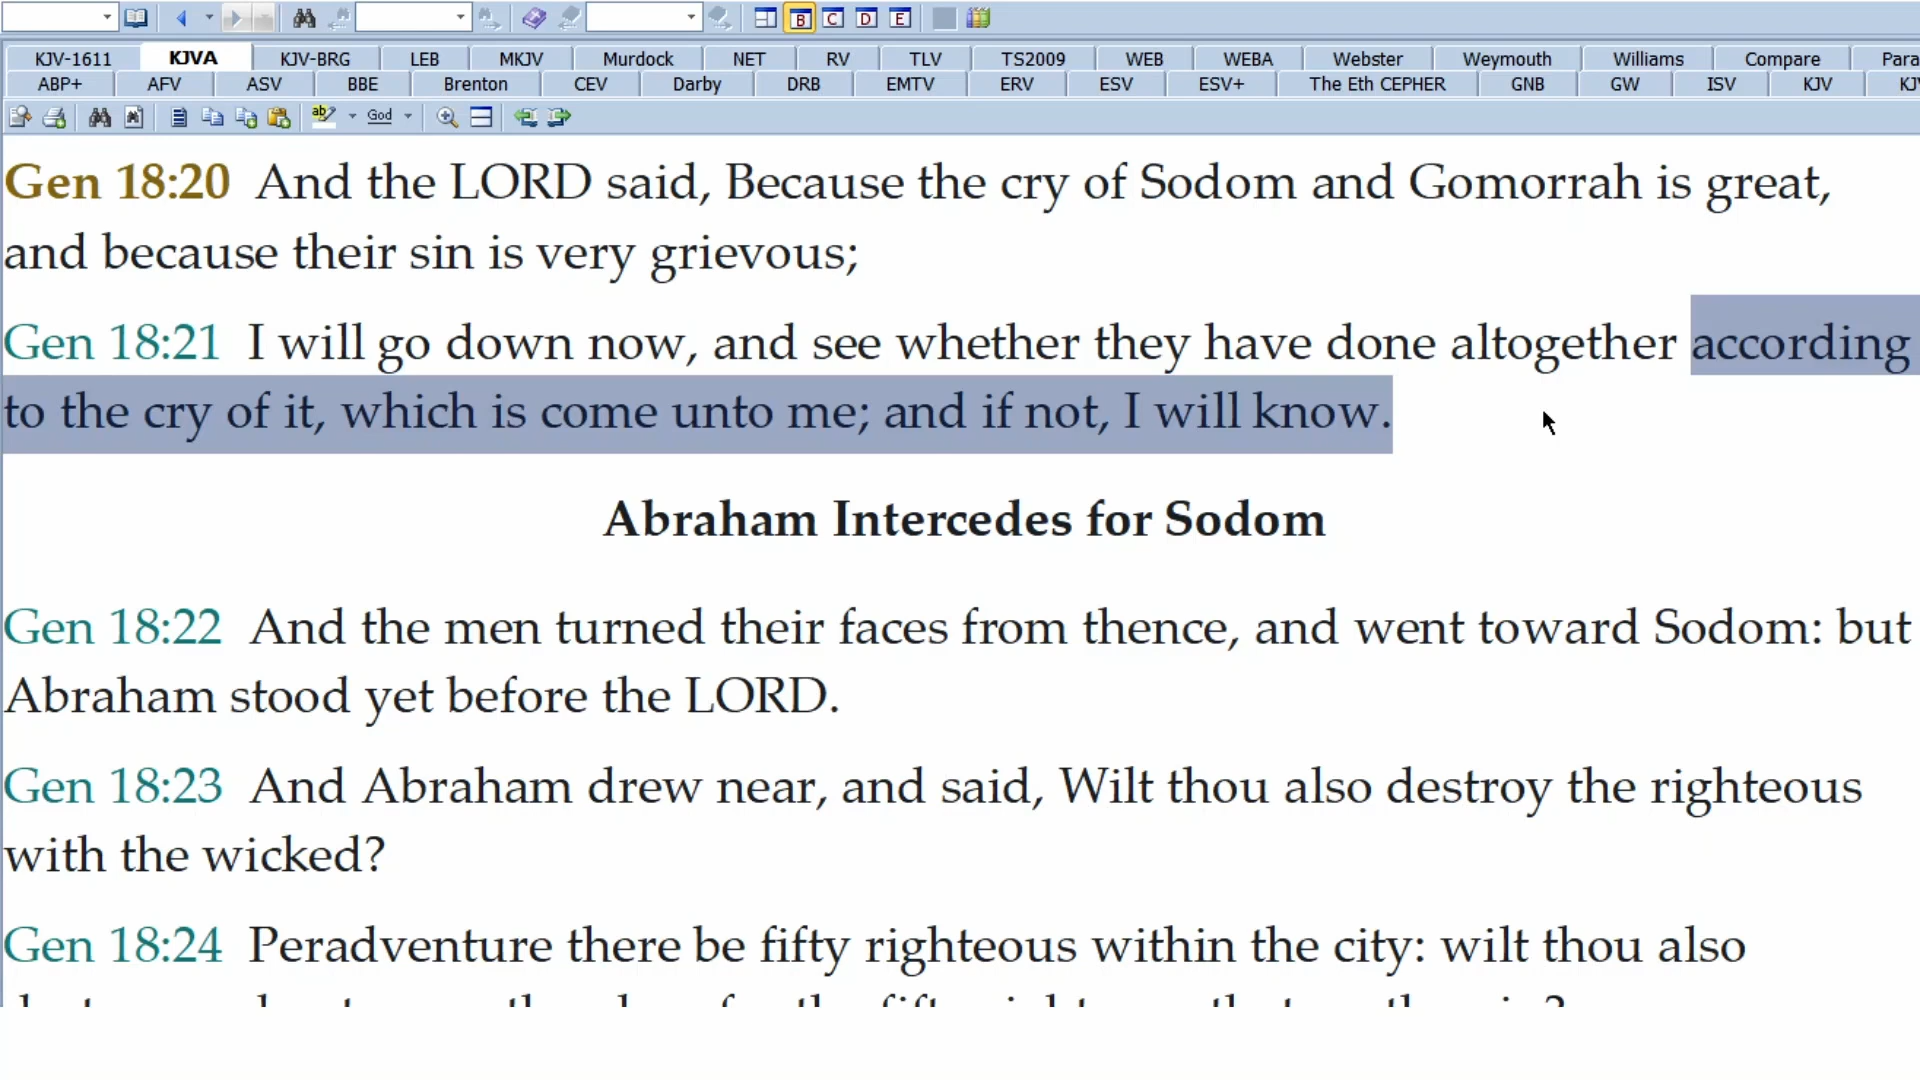 B C D E
KJV-1611 KJVA KJV-BRG LEB MKJV Murdock NET RV TLV TS2009 WEB WEBA Webster Weymouth Williams Compare Para
ABP+ AFV ASV BBE Brenton CEV Darby DRB EMTV ERV ESV ESV+ The Eth CEPHER GNB GW ISV KJV KJ
ab God
Gen 18:20 And the LORD said, Because the cry of Sodom and Gomorrah is great,
and because their sin is very grievous;
Gen 18:21 I will go down now, and see whether they have done altogether according
to the cry of it, which is come unto me; and if not, I will know.
Abraham Intercedes for Sodom
Gen 18:22 And the men turned their faces from thence, and went toward Sodom: but
Abraham stood yet before the LORD.
Gen 18:23 And Abraham drew near, and said, Wilt thou also destroy the righteous
with the wicked?
Gen 18:24 Peradventure there be fifty righteous within the city: wilt thou also